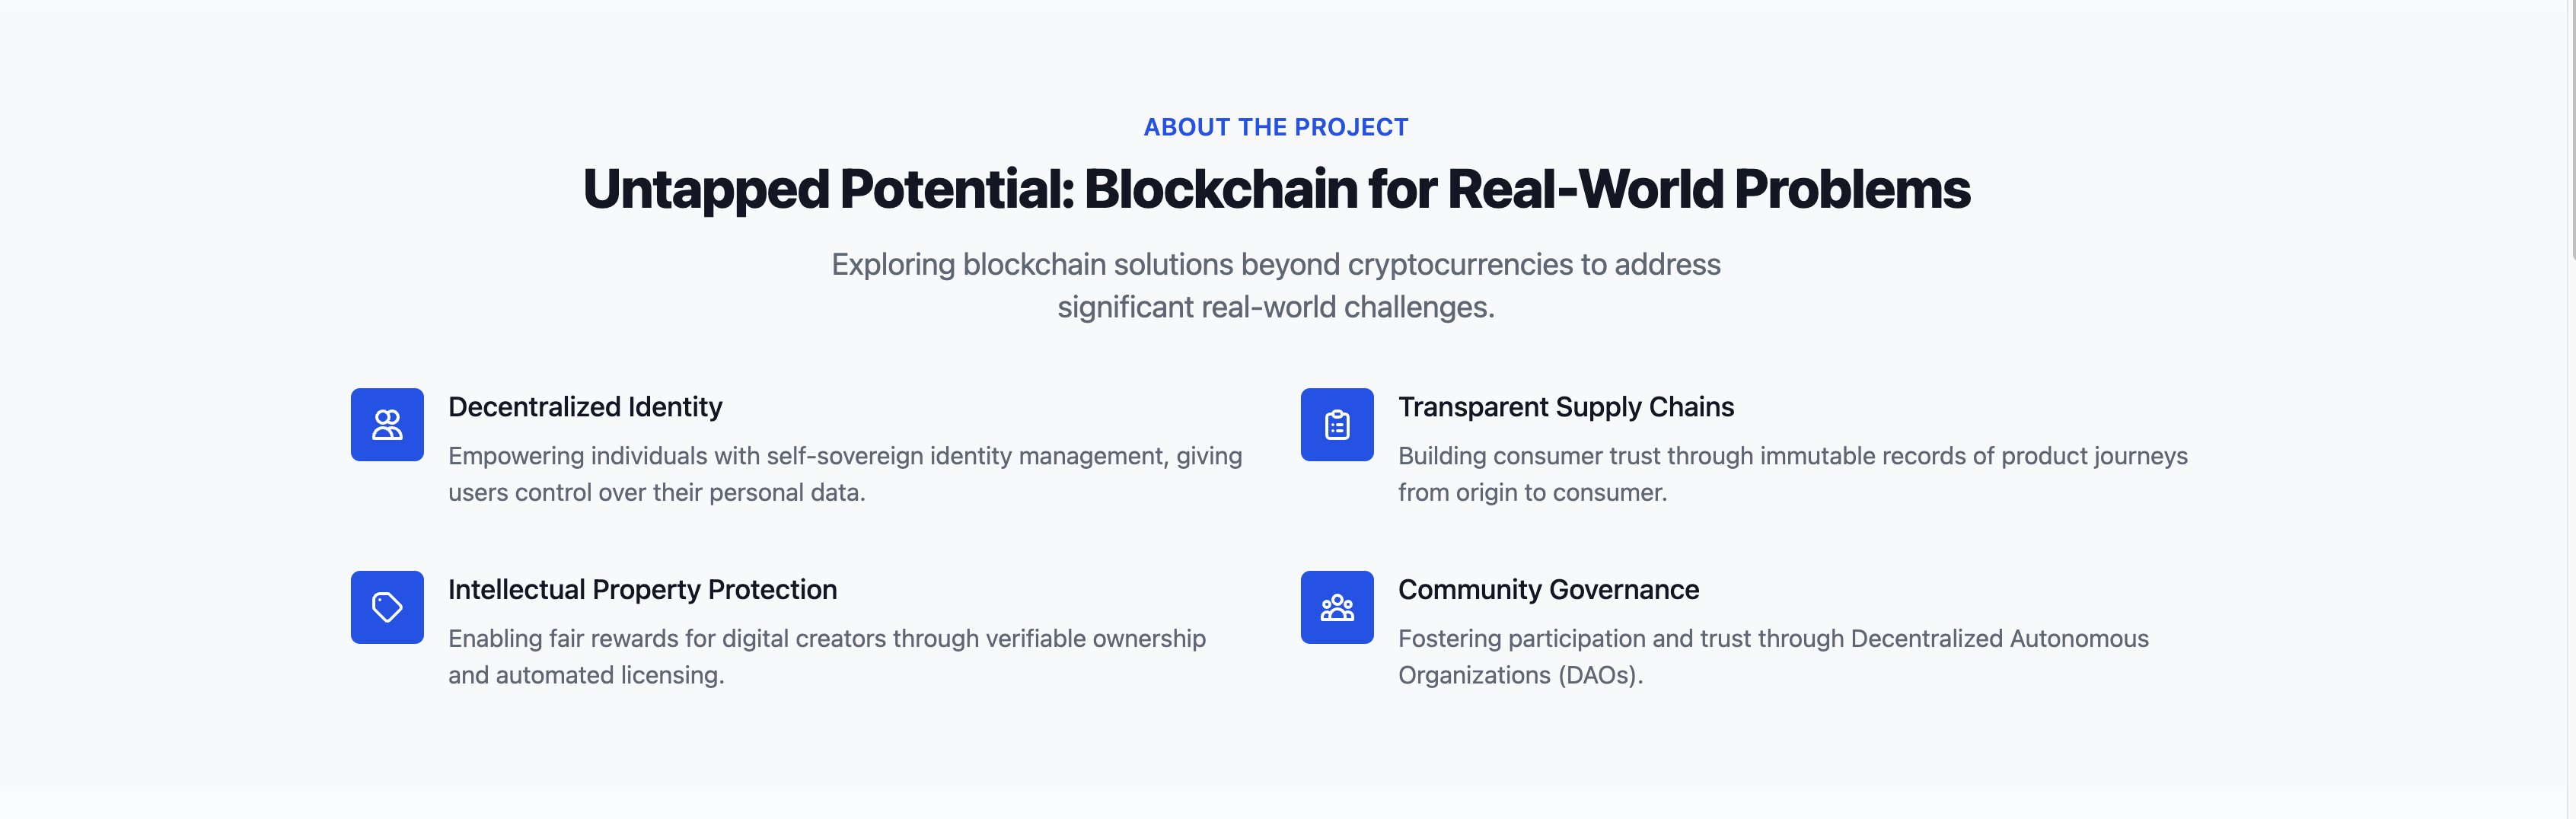 ABOUT THE PROJECT
Untapped Potential: Blockchain for Real-World Problems
Exploring blockchain solutions beyond cryptocurrencies to address
significant real-world challenges.
Decentralized Identity
Empowering individuals with self-sovereign identity management, giving
users control over their personal data.
Transparent Supply Chains
Building consumer trust through immutable records of product journeys
from origin to consumer.
Intellectual Property Protection
Enabling fair rewards for digital creators through verifiable ownership
and automated licensing.
Community Governance
Fostering participation and trust through Decentralized Autonomous
Organizations (DAOs).